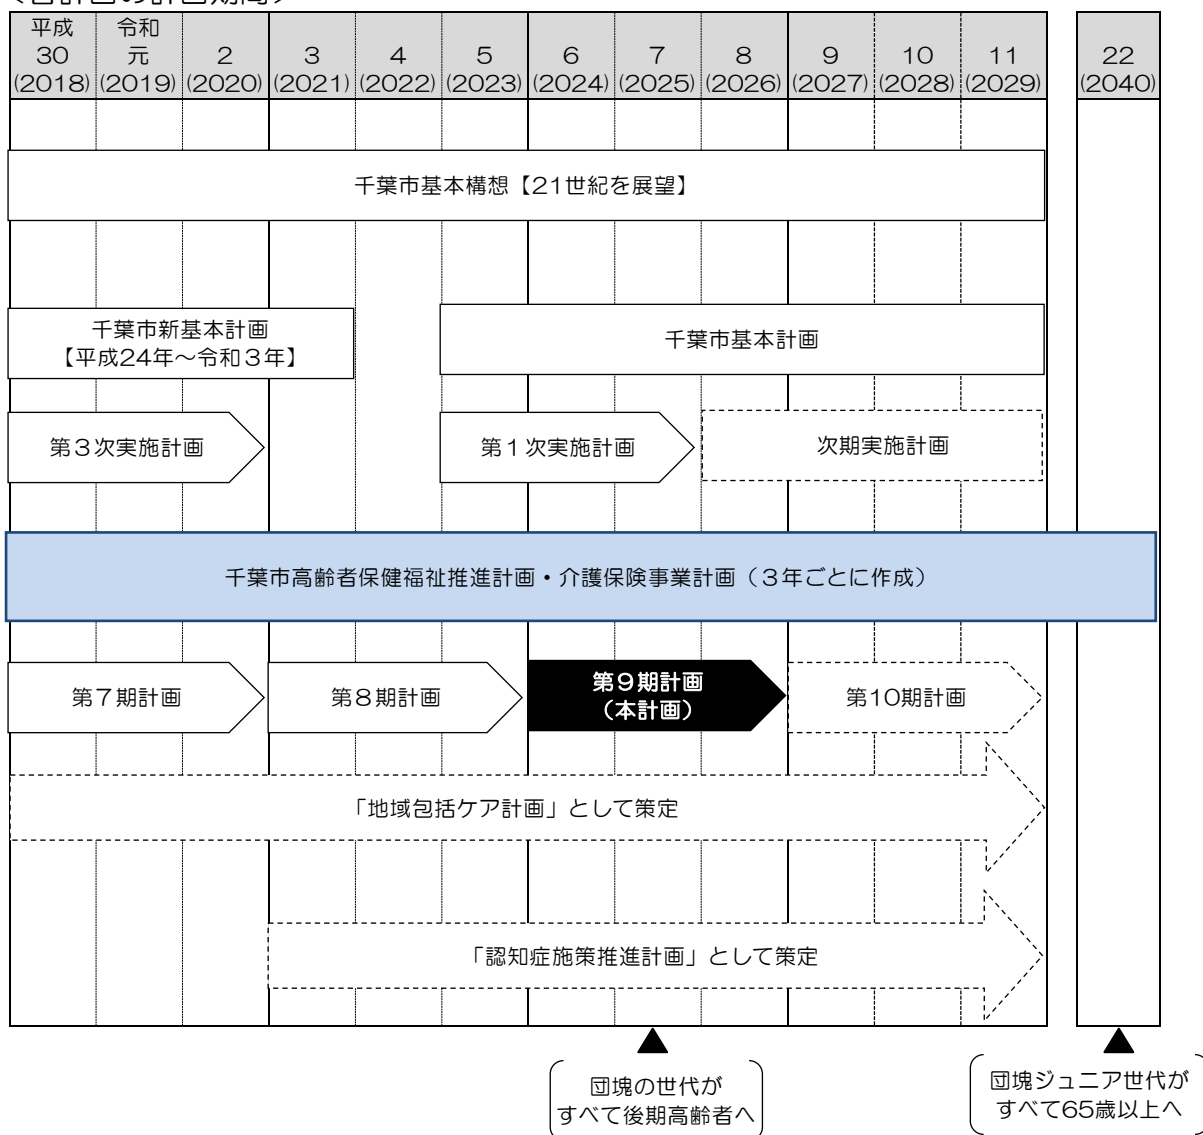 平成
30
(2018)
令和
元
(2019)
2
(2020)
3
(2021)
4
(2022)
5
(2023)
6
(2024)
7
(2025)
8
(2026)
9
(2027)
10
(2028)
11
(2029)
22
(2040)
千葉市基本構想【21世紀を展望】
千葉市新基本計画
【平成24年～令和３年】
千葉市基本計画
第３次実施計画
第１次実施計画
次期実施計画
千葉市高齢者保健福祉推進計画・介護保険事業計画（３年ごとに作成）
第７期計画
第８期計画
第９期計画
（本計画）
第10期計画
「地域包括ケア計画」として策定
「認知症施策推進計画」として策定
団塊の世代が
すべて後期高齢者へ
団塊ジュニア世代が
すべて65歳以上へ